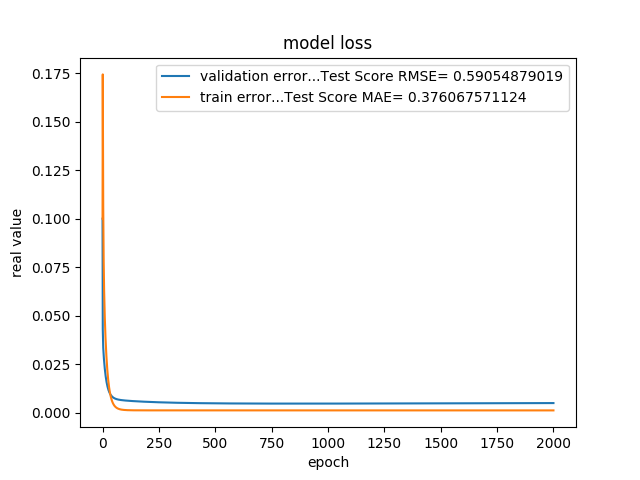 model loss
validation error...Test Score RMSE= 0.59054879019
train error...Test Score MAE= 0.376067571124
0.175
0.150
0.125
0.100
0.075
0.050
0.025
0.000
real value
0 250 500 750 1000 1250 1500 1750 2000
epoch